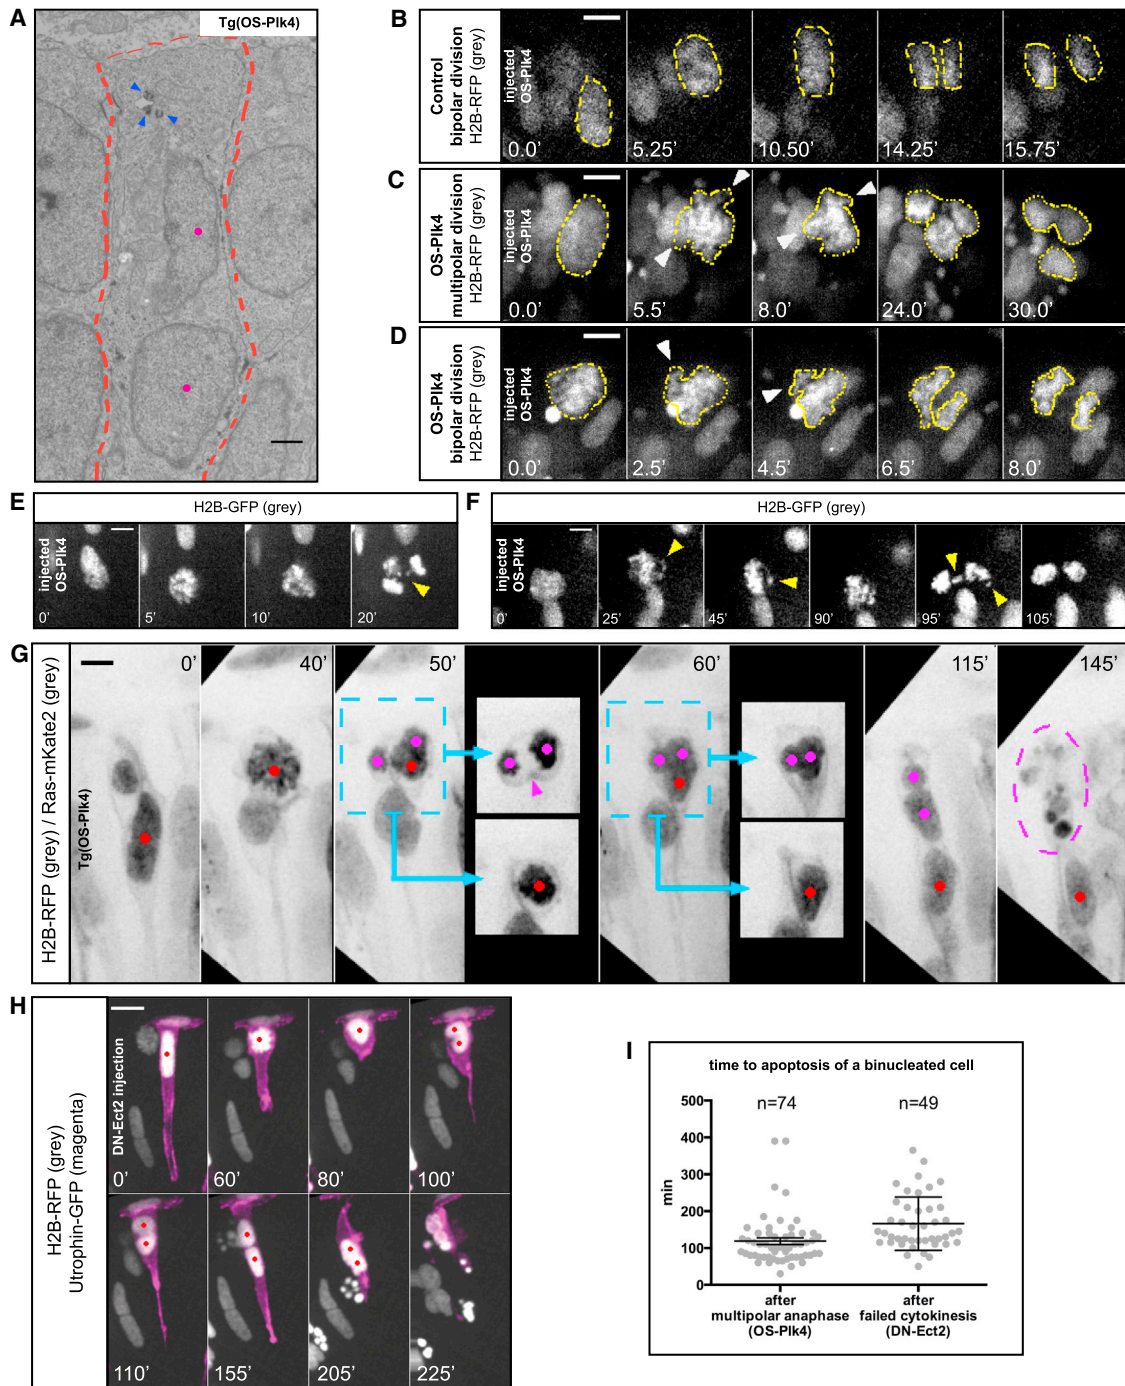 A
Tg(OS-Plk4)
B
Control
bipolar division
H2B-RFP (grey)
injected
OS-Plk4
0.0’
5.25’
10.50’
14.25’
15.75’
C
OS-Plk4
multipolar division
H2B-RFP (grey)
injected
OS-Plk4
0.0’
5.5’
8.0’
24.0’
30.0’
D
OS-Plk4
bipolar division
H2B-RFP (grey)
injected
OS-Plk4
0.0’
2.5’
4.5’
6.5’
8.0’
E
H2B-GFP (grey)
injected
OS-Plk4
0’
5’
10’
20’
F
H2B-GFP (grey)
injected
OS-Plk4
0’
25’
45’
90’
95’
105’
G
H2B-RFP (grey) / Ras-mKate2 (grey)
Tg(OS-Plk4)
0’
40’
50’
60’
115’
145’
H
H2B-RFP (grey)
Utrophin-GFP (magenta)
DN-Ect2 injection
0’
60’
80’
100’
110’
155’
205’
225’
I
time to apoptosis of a binucleated cell
n=74
n=49
min
500
400
300
200
100
0
after
multipolar anaphase
(OS-Plk4)
after
failed cytokinesis
(DN-Ect2)